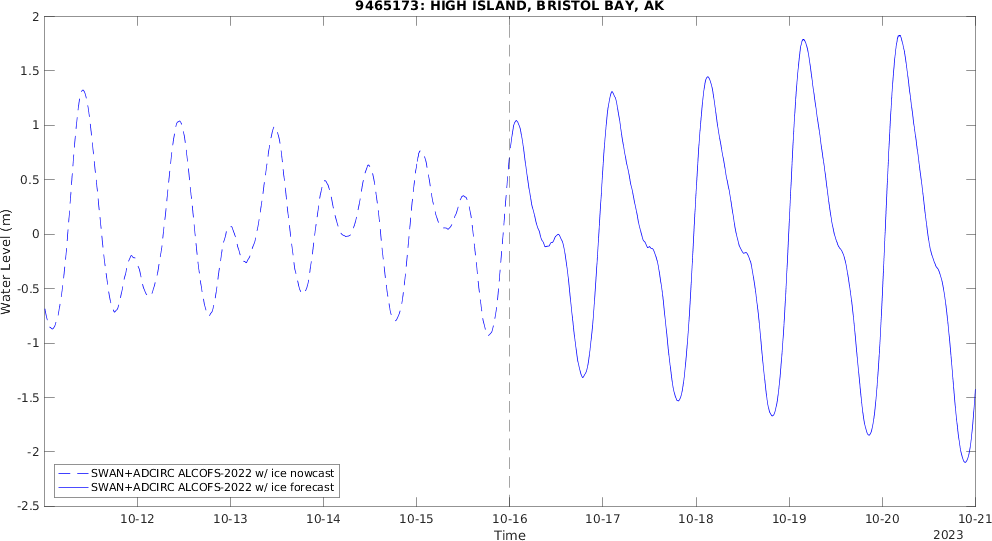 9465173: HIGH ISLAND, BRISTOL BAY, AK
2
1.5
1
0.5
0
-0.5
-1
-1.5
-2
-2.5
Water Level (m)
SWAN+ADCIRC ALCOFS-2022 w/ ice nowcast
SWAN+ADCIRC ALCOFS-2022 w/ ice forecast
10-12 10-13 10-14 10-15 10-16 10-17 10-18 10-19 10-20 10-21
Time
2023